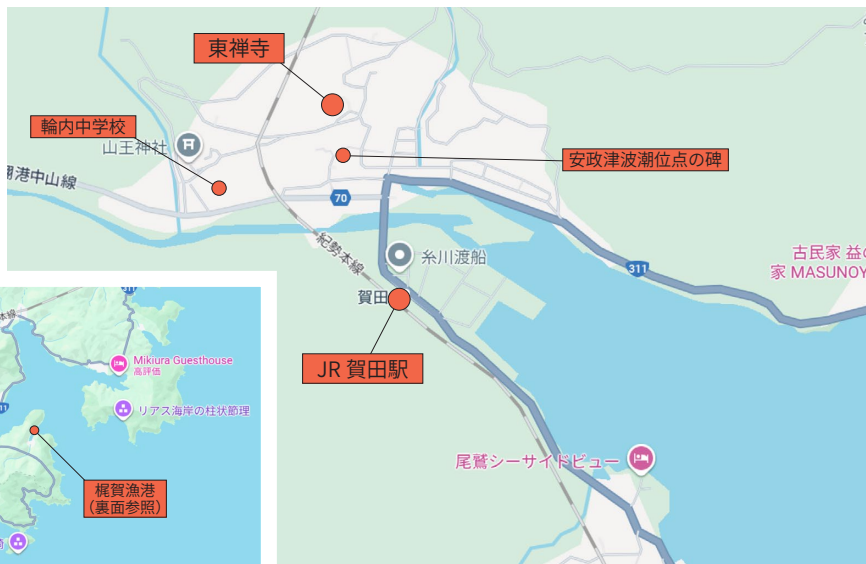 東禅寺
輪内中学校
山王神社
安政津波潮位点の碑
港中山線
70
紀勢本線
糸川渡船
311
古民家 益の
家 MASUNOY
賀田
JR 賀田駅
尾鷲シーサイドビュー
本線
311
Mikiura Guesthouse
高評価
11
リアス海岸の柱状節理
梶賀漁港
(裏面参照)